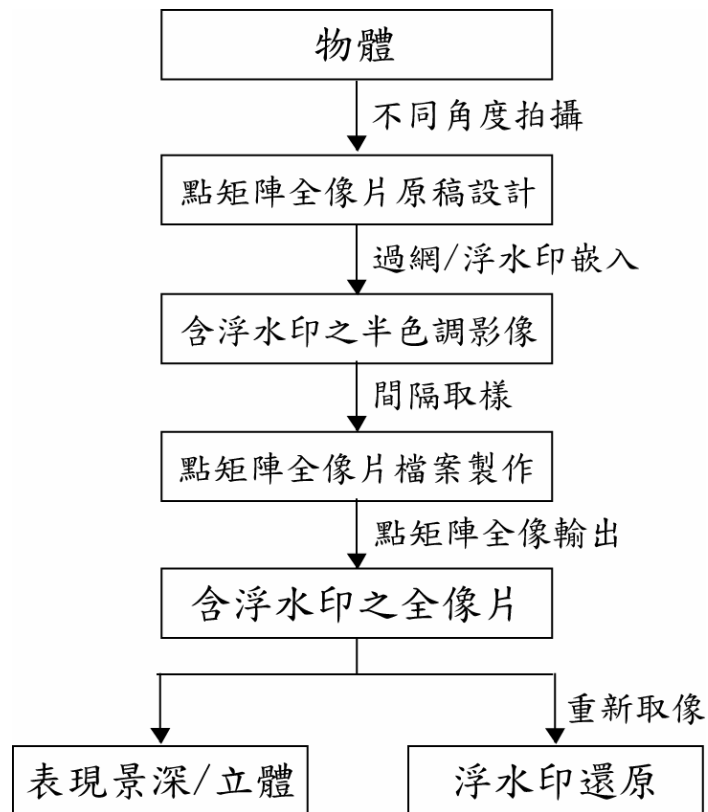 物體
不同角度拍攝
點矩陣全像片原稿設計
過網/浮水印嵌入
含浮水印之半色調影像
間隔取樣
點矩陣全像片檔案製作
點矩陣全像輸出
含浮水印之全像片
重新取像
表現景深/立體
浮水印還原